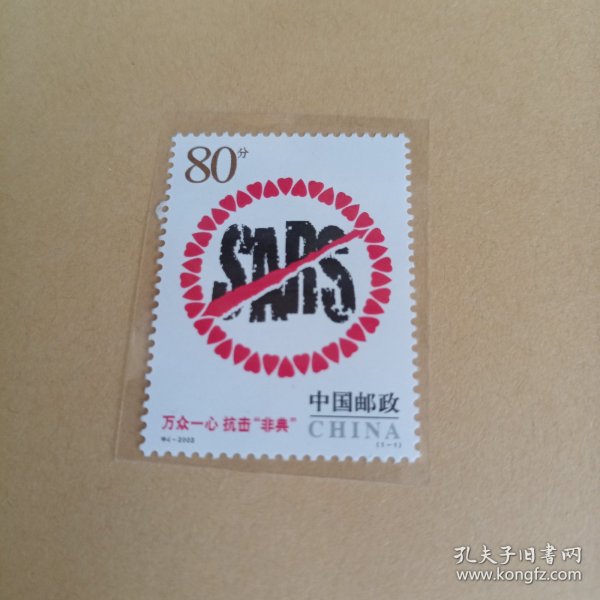 80分
SARS
中国邮政
万众一心 抗击“非典”
CHINA
特4-2003
(1-1)
孔夫子旧书网
www.kongfz.com